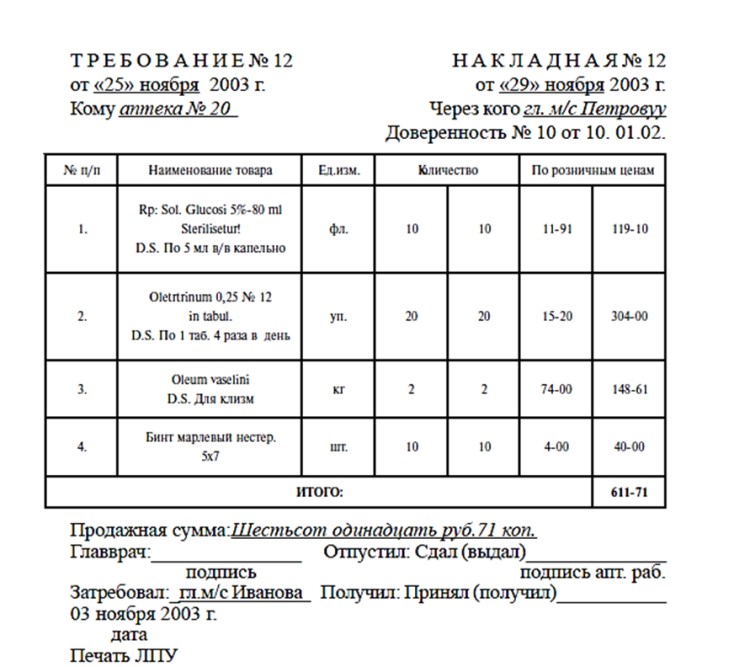 Т Р Е Б О В А Н И Е № 12
Н А К Л А Д Н А Я № 12
от «25» ноября 2003 г.
от «29» ноября 2003 г.
Кому аптека № 20
Через кого гл. м/с Петровуу
Доверенность № 10 от 10. 01.02.
№ п/п Наименование товара Ед.изм. Количество По розничным ценам
1. Rp: Sol. Glucosi 5%-80 ml
Sterilisetur!
D.S. По 5 мл в/в капельно
фл. 10 10 11-91 119-10
2. Oletrtrinum 0,25 № 12
in tabul.
D.S. По 1 таб. 4 раза в день
уп. 20 20 15-20 304-00
3. Oleum vaselini
D.S. Для клизм
кг 2 2 74-00 148-61
4. Бинт марлевый нестер.
5x7
шт. 10 10 4-00 40-00
ИТОГО: 611-71
Продажная сумма:Шестьсот одинадцать руб.71 коп.
Главврач:_______________ Отпустил: Сдал (выдал)______________
подпись подпись апт. раб.
Затребовал:_гл.м/с Иванова_ Получил: Принял (получил)___________
03 ноября 2003 г.
дата
Печать ЛПУ